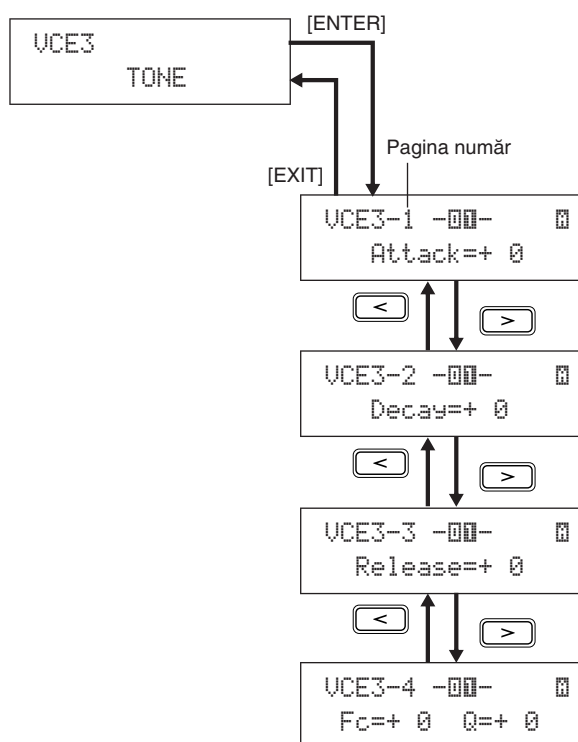 [ENTER]
VCE3
TONE
Pagina număr
[EXIT]
VCE3-1 -01-
Attack=+ 0
< >
VCE3-2 -01-
Decay=+ 0
< >
VCE3-3 -01-
Release=+ 0
< >
VCE3-4 -01-
Fc=+ 0 Q=+ 0